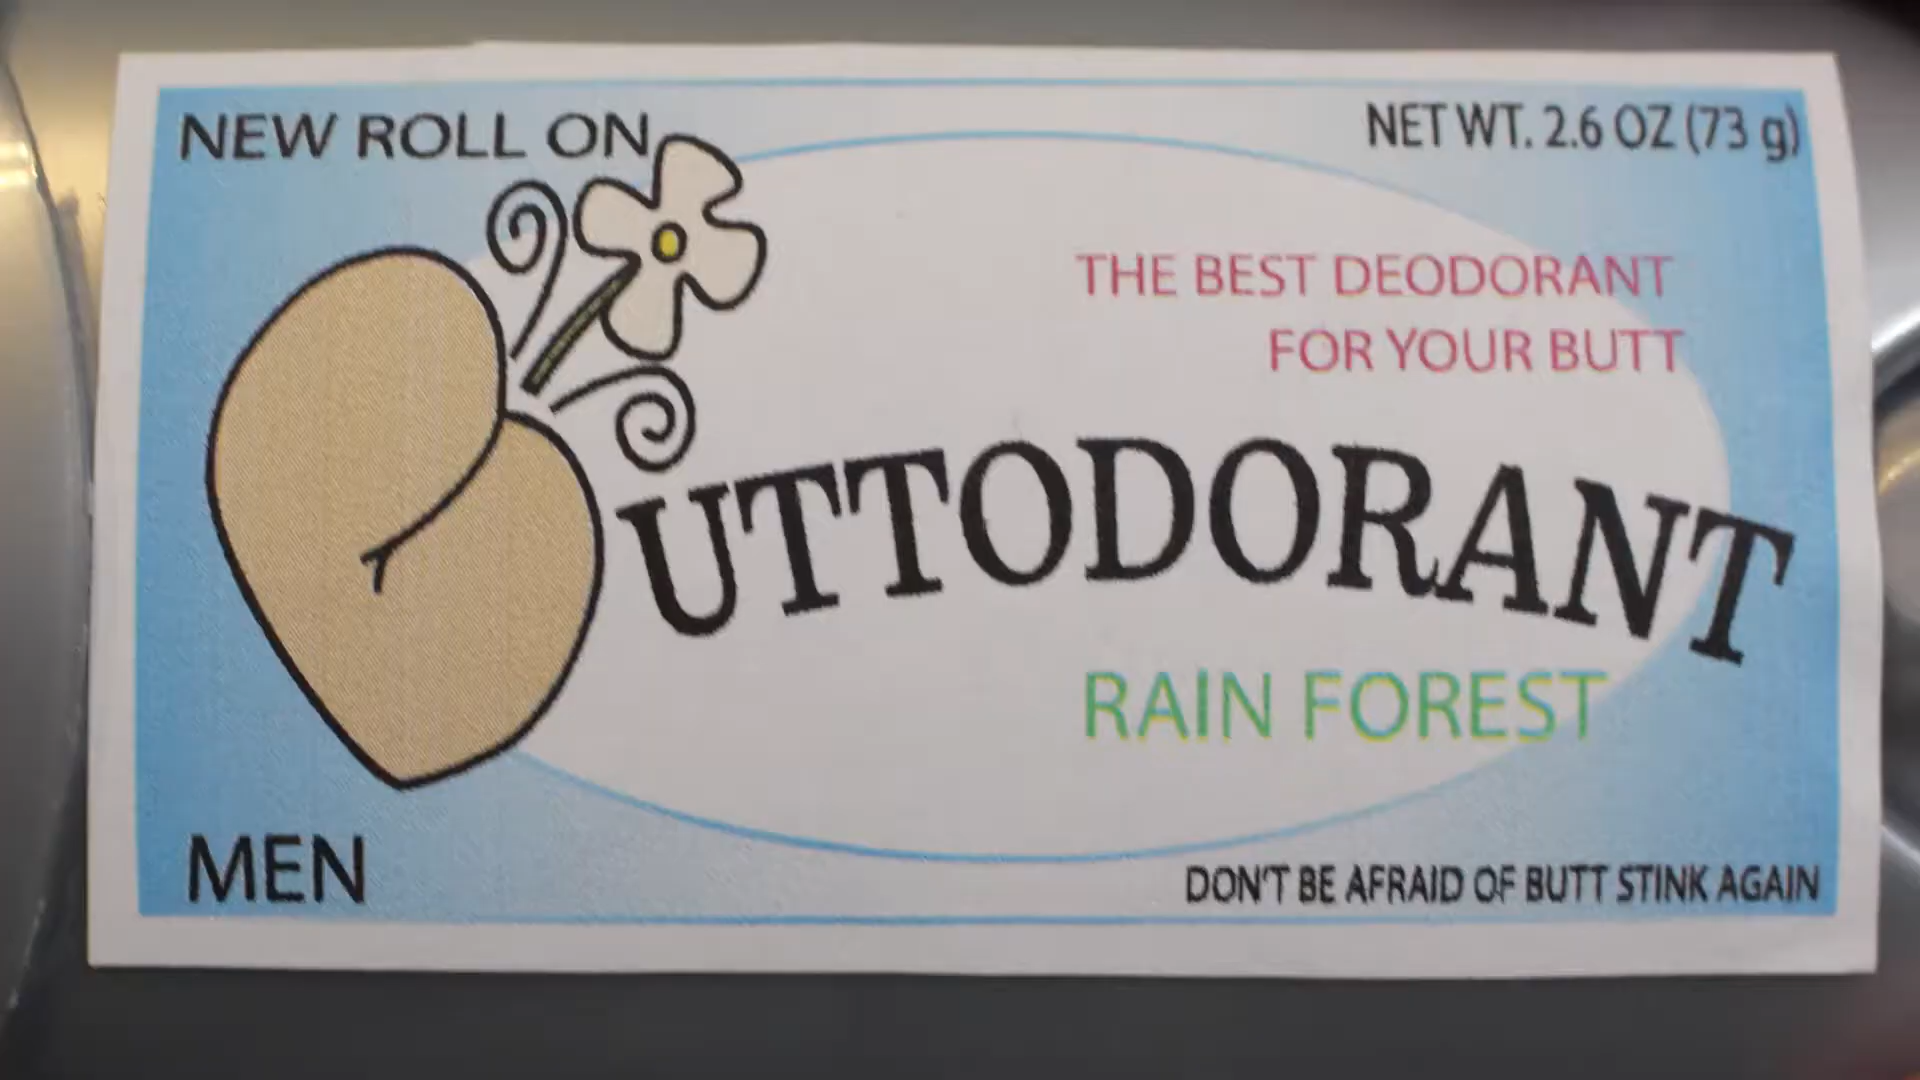 NEW ROLL ON
NET WT. 2.6 OZ (73 g)
THE BEST DEODORANT
FOR YOUR BUTT
UTTODORANT
RAIN FOREST
MEN
DON'T BE AFRAID OF BUTT STINK AGAIN